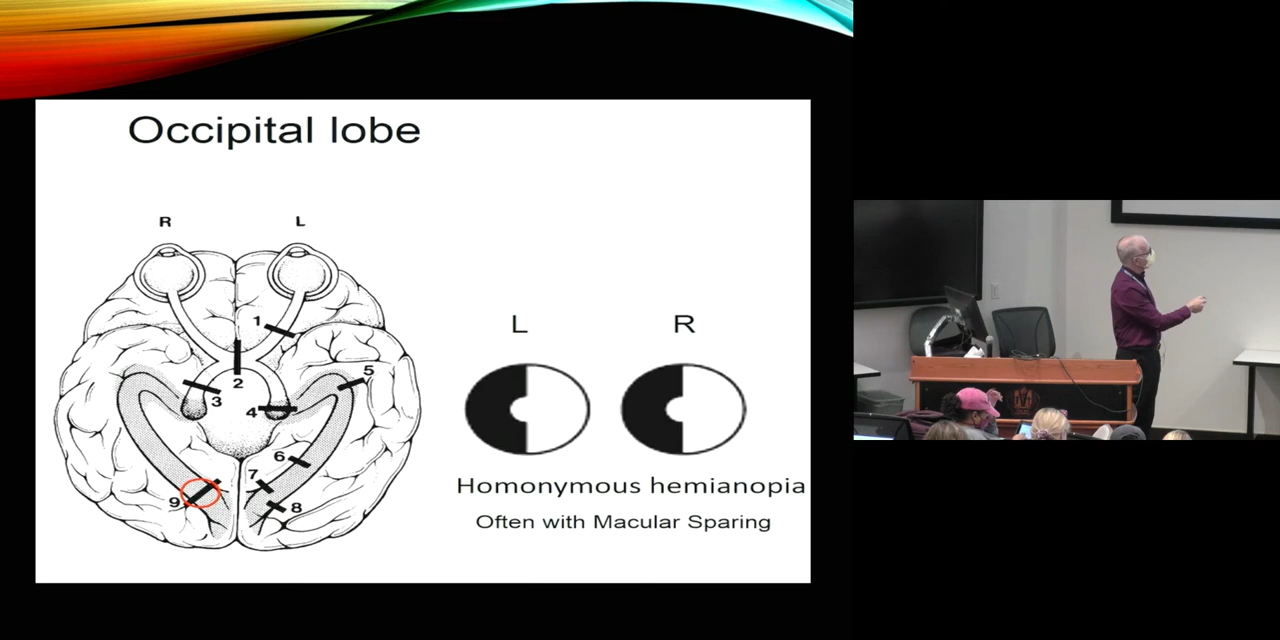 Occipital lobe
R L
1
2
3
4
5
6
7
8
9
L R
Homonymous hemianopia
Often with Macular Sparing